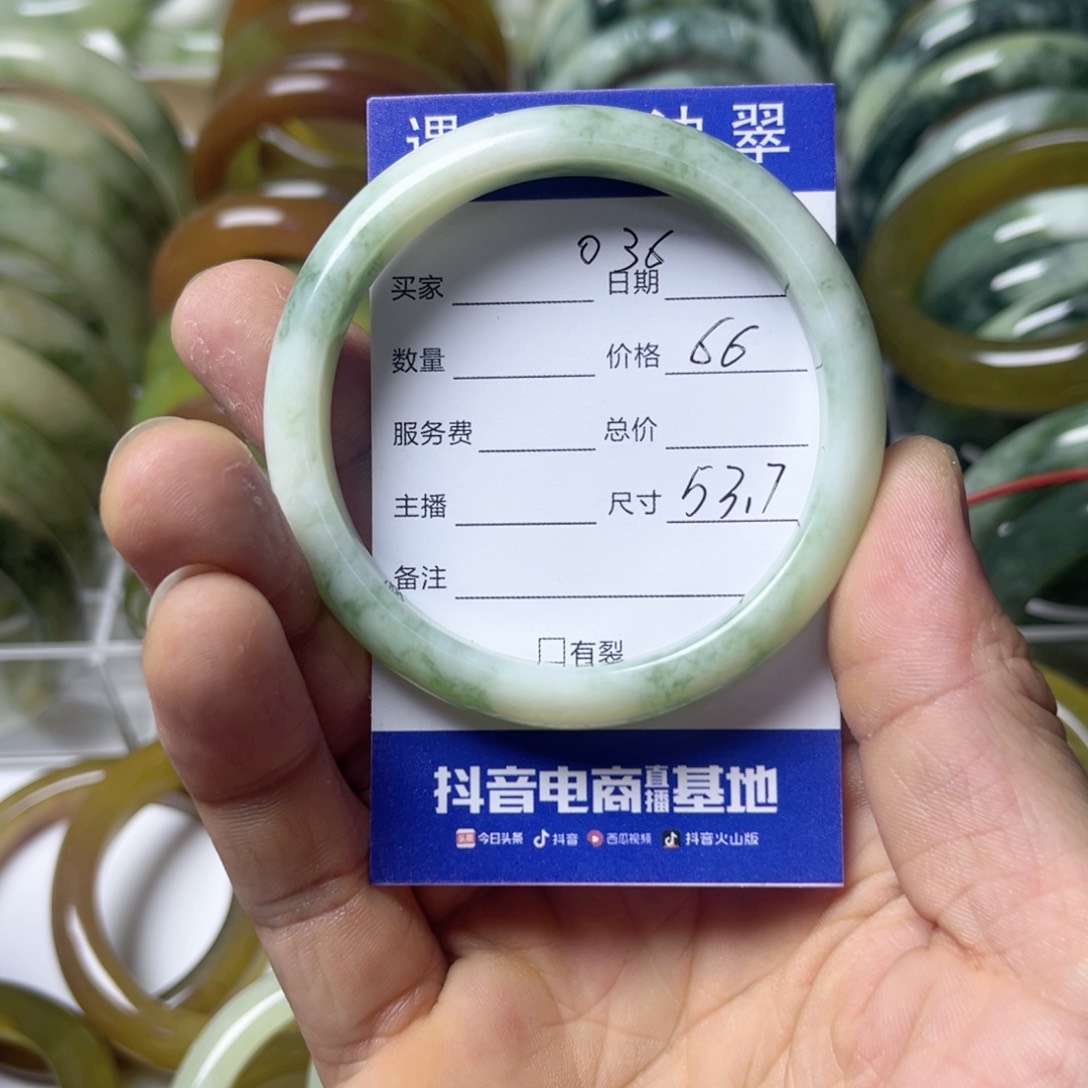 翠
036
买家 日期
数量 价格 66
服务费 总价
主播 尺寸 53.7
备注
□有裂
抖音电商直播基地
今日头条 抖音 西瓜视频 抖音火山版